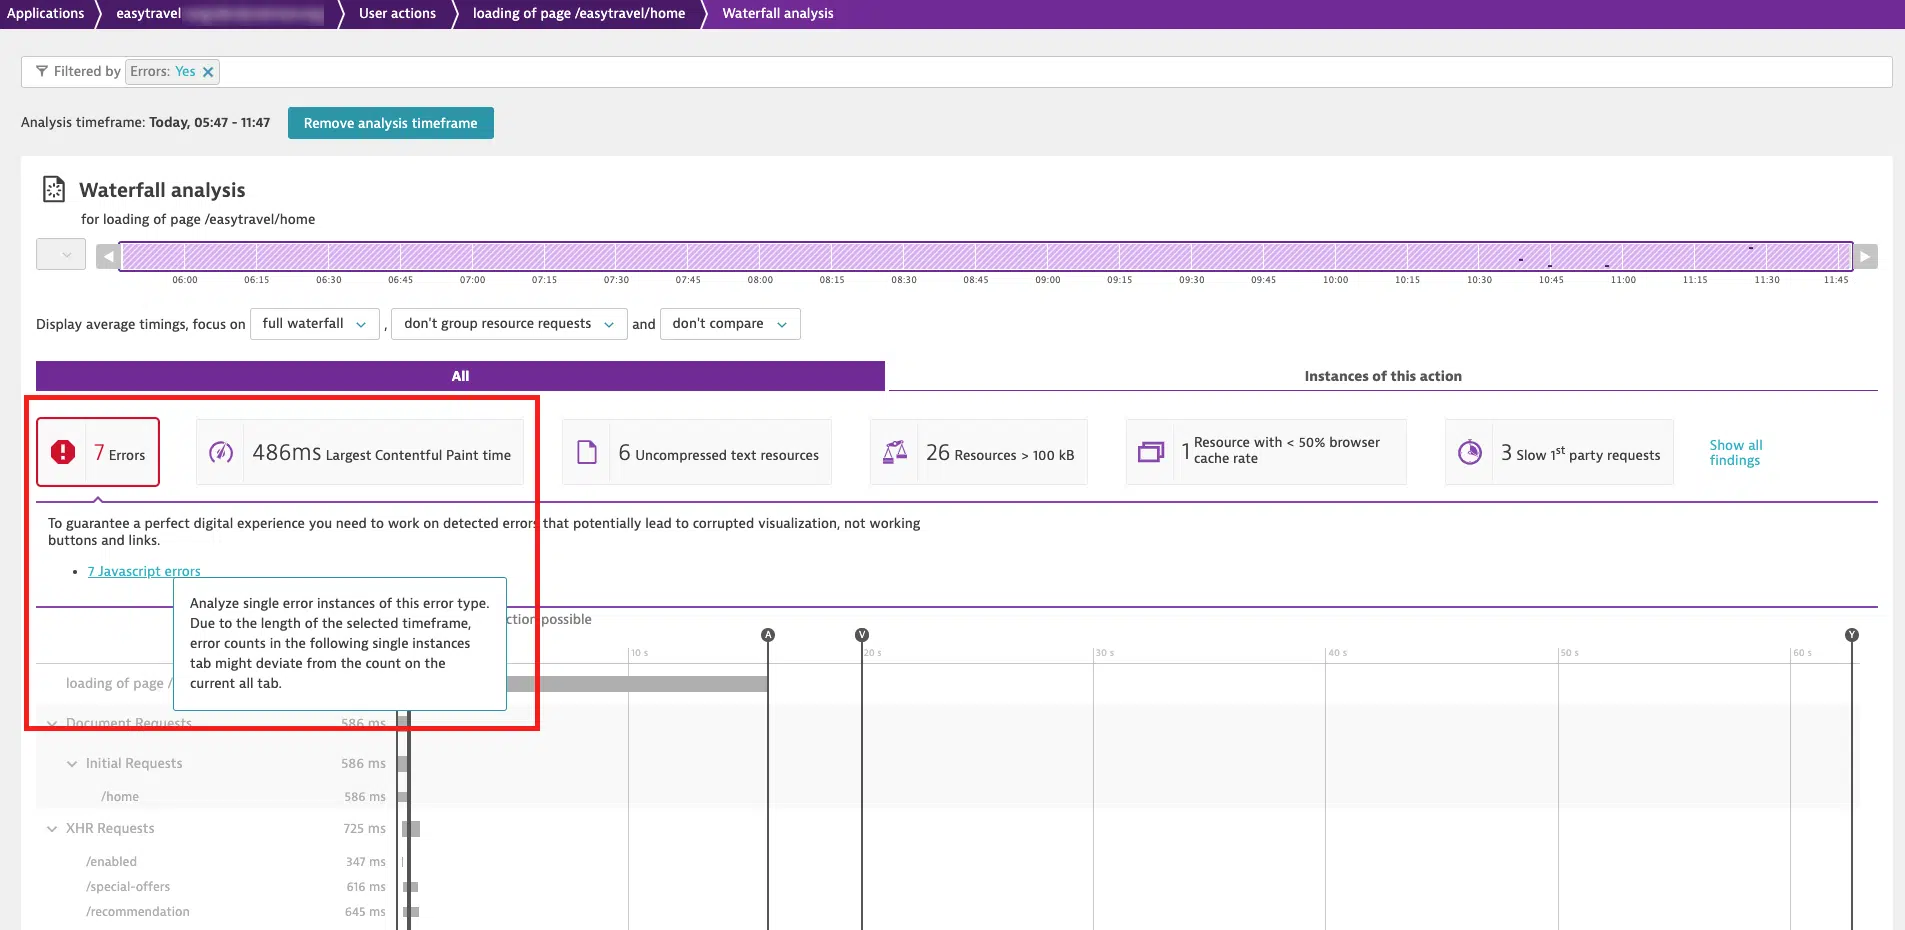 Applications
easytravel
User actions
loading of page /easytravel/home
Waterfall analysis
Filtered by Errors: Yes
Analysis timeframe: Today, 05:47 - 11:47
Remove analysis timeframe
Waterfall analysis
for loading of page /easytravel/home
06:00 06:15 06:30 06:45 07:00 07:15 07:30 07:45 08:00 08:15 08:30 08:45 09:00 09:15 09:30 09:45 10:00 10:15 10:30 10:45 11:00 11:15 11:30 11:45
Display average timings, focus on full waterfall , don't group resource requests and don't compare
All
Instances of this action
7 Errors
486ms Largest Contentful Paint time
6 Uncompressed text resources
26 Resources > 100 kB
1 Resource with < 50% browser
cache rate
3 Slow 1st party requests
Show all
findings
To guarantee a perfect digital experience you need to work on detected errors that potentially lead to corrupted visualization, not working
buttons and links.
• 7 Javascript errors
Analyze single error instances of this error type.
Due to the length of the selected timeframe,
error counts in the following single instances
tab might deviate from the count on the
current all tab.
ction possible
A V Y
10 s 20 s 30 s 40 s 50 s 60 s
loading of page /
Document Requests 586 ms
Initial Requests 586 ms
/home 586 ms
XHR Requests 725 ms
/enabled 347 ms
/special-offers 616 ms
/recommendation 645 ms